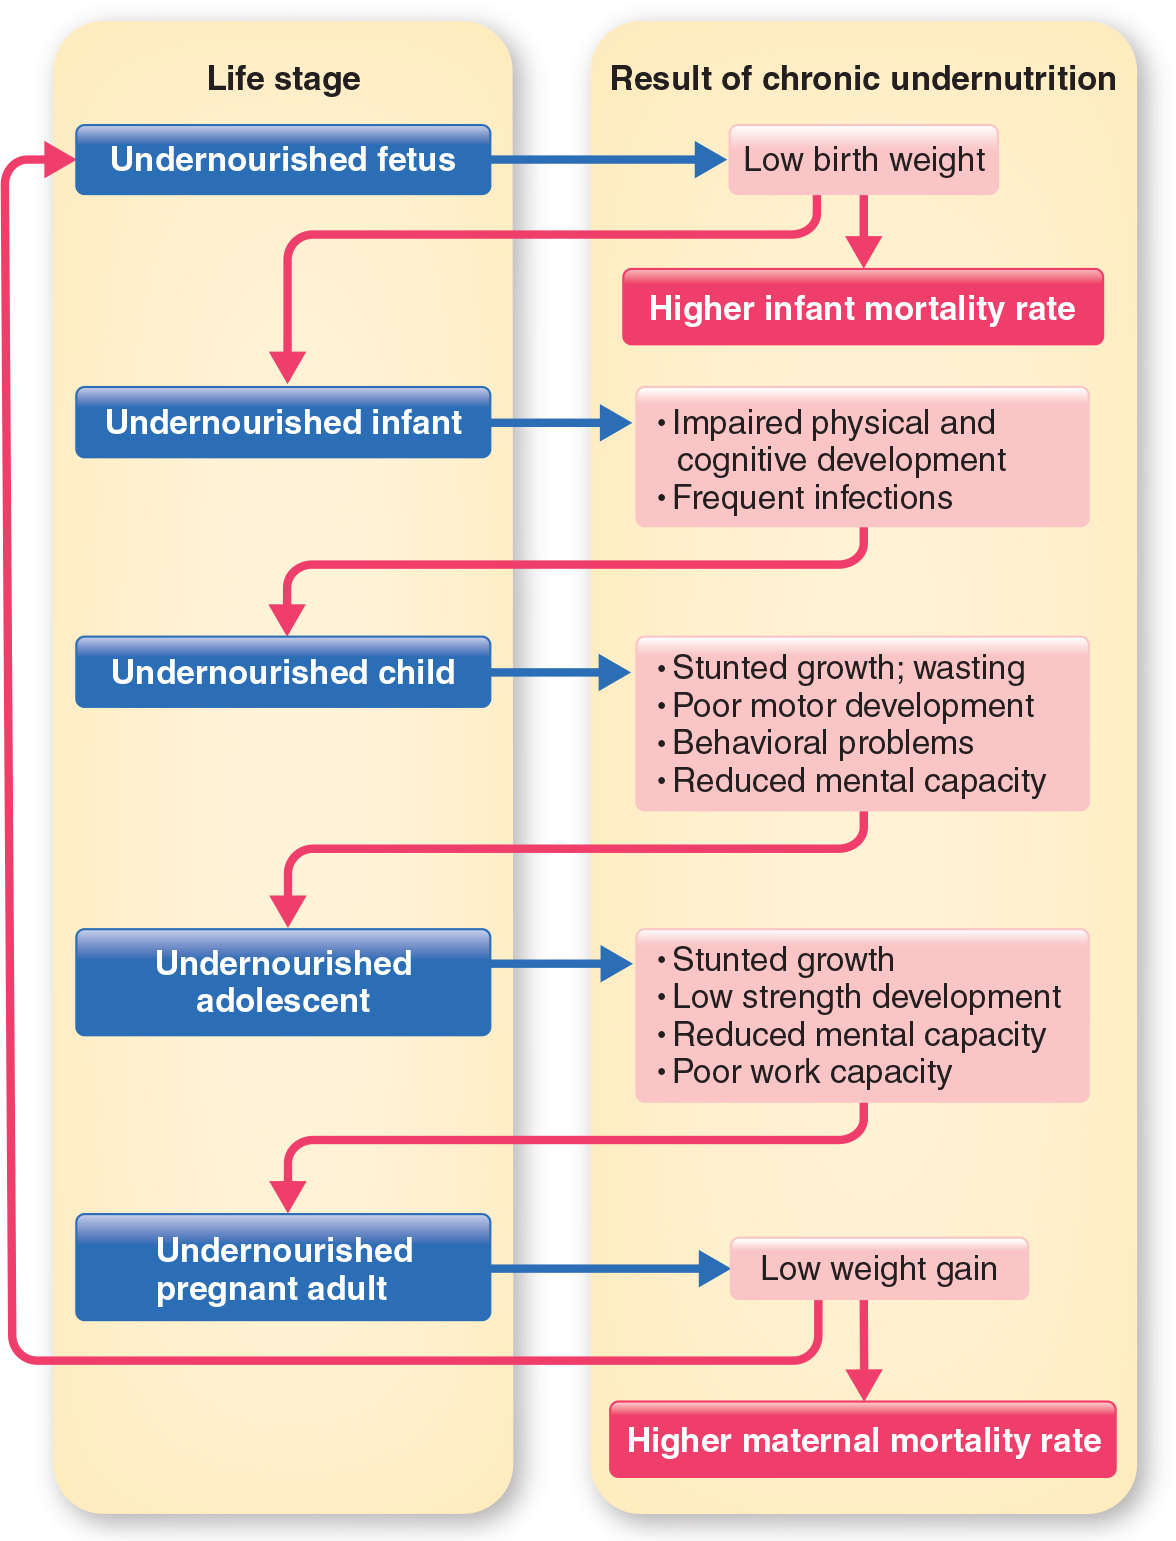 Life stage
Result of chronic undernutrition
Undernourished fetus
Low birth weight
Higher infant mortality rate
Undernourished infant
• Impaired physical and
cognitive development
• Frequent infections
Undernourished child
• Stunted growth; wasting
• Poor motor development
• Behavioral problems
• Reduced mental capacity
Undernourished
adolescent
• Stunted growth
• Low strength development
• Reduced mental capacity
• Poor work capacity
Undernourished
pregnant adult
Low weight gain
Higher maternal mortality rate